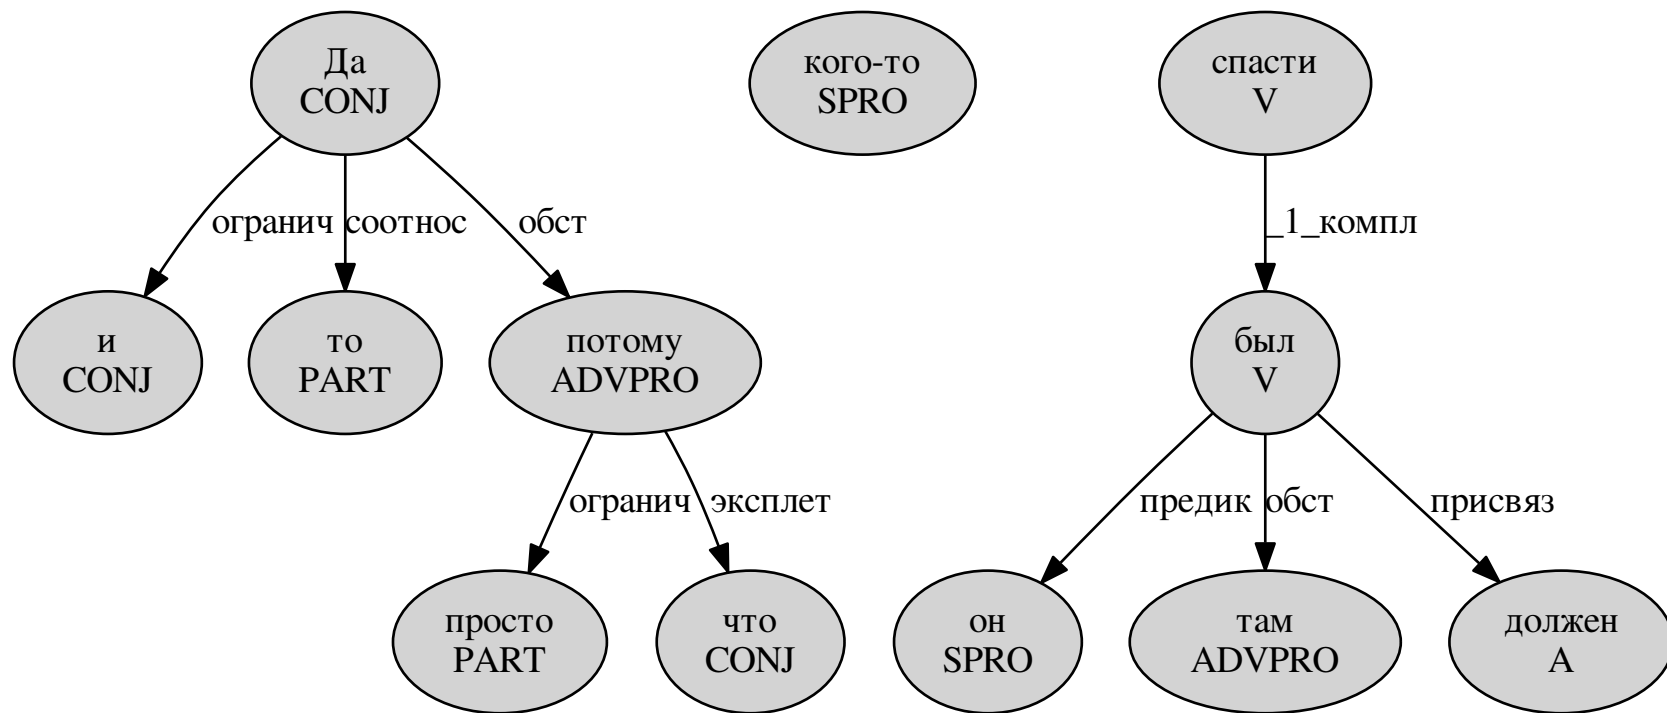 Да
CONJ
кого-то
SPRO
спасти
V
огранич
соотнос
обст
_1_компл
и
CONJ
то
PART
потому
ADVPRO
был
V
огранич
эксплет
предик
обст
присвяз
просто
PART
что
CONJ
он
SPRO
там
ADVPRO
должен
A